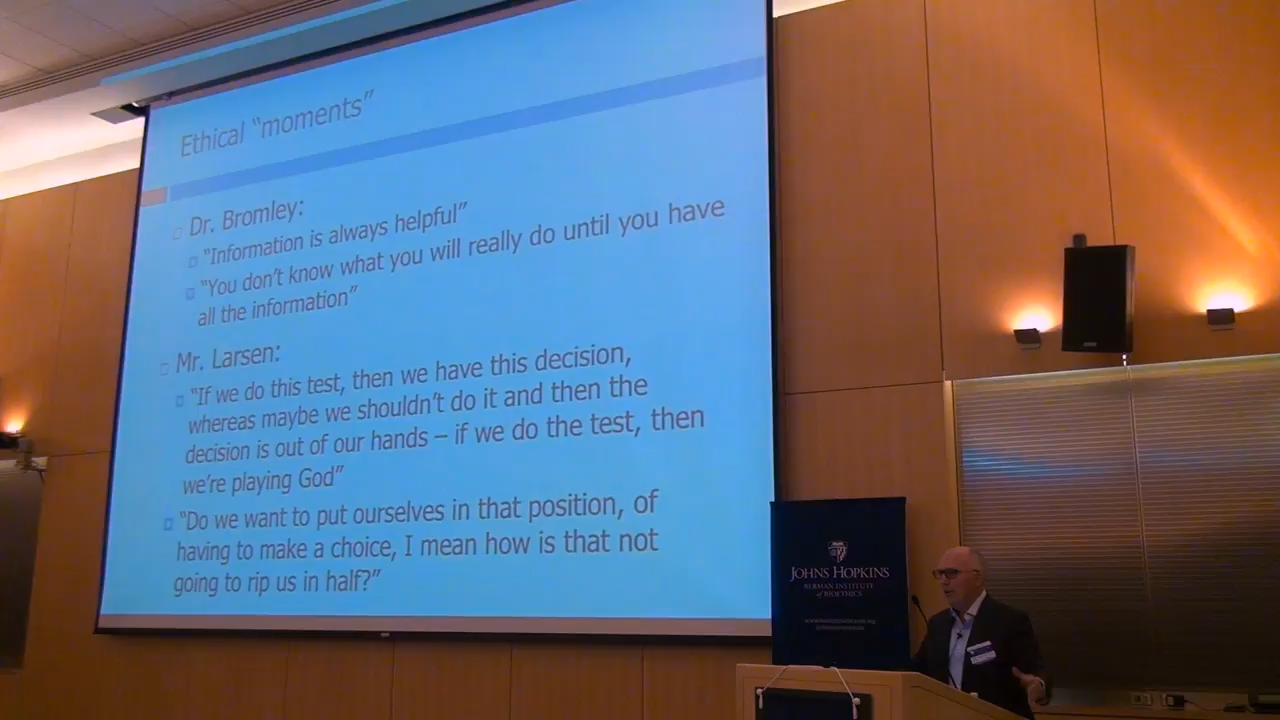 Ethical “moments”
Dr. Bromley:
“Information is always helpful”
“You don’t know what you will really do until you have
all the information”
Mr. Larsen:
“If we do this test, then we have this decision,
whereas maybe we shouldn’t do it and then the
decision is out of our hands – if we do the test, then
we’re playing God”
“Do we want to put ourselves in that position, of
having to make a choice, I mean how is that not
going to rip us in half?”
JOHNS HOPKINS
BERMAN INSTITUTE
of BIOETHICS